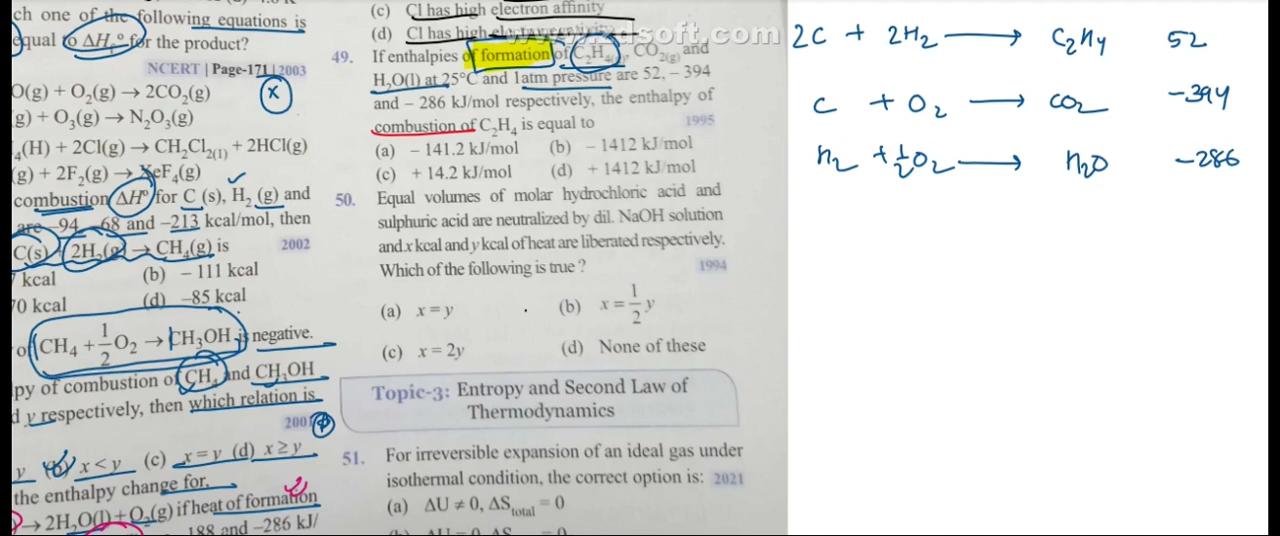 ch one of the following equations is
equal to ΔHf° for the product?
NCERT | Page-171 | 2003
O(g) + O₂(g) → 2CO₂(g)
g) + O₃(g) → N₂O₃(g)
₄(H) + 2Cl(g) → CH₂Cl₂(l) + 2HCl(g)
(g) + 2F₂(g) → XeF₄(g)
combustion ΔH° for C (s), H₂ (g) and
are –94, –68 and –213 kcal/mol, then
C(s) + 2H₂(g) → CH₄(g) is 2002
kcal (b) – 111 kcal
70 kcal (d) –85 kcal
of CH₄ + 1/2 O₂ → CH₃OH is negative.
lpy of combustion of CH₄ and CH₃OH
d y respectively, then which relation is
2001
y (b) x < y (c) x = y (d) x ≥ y
the enthalpy change for,
→ 2H₂O(l) + O₂(g) if heat of formation
188 and –286 kJ/
(c) Cl has high electron affinity
(d) Cl has high
49. If enthalpies of formation of C₂H₄(g), CO₂(g) and
H₂O(l) at 25°C and 1atm pressure are 52, – 394
and – 286 kJ/mol respectively, the enthalpy of
combustion of C₂H₄ is equal to 1995
(a) – 141.2 kJ/mol (b) – 1412 kJ/mol
(c) + 14.2 kJ/mol (d) + 1412 kJ/mol
50. Equal volumes of molar hydrochloric acid and
sulphuric acid are neutralized by dil. NaOH solution
and x kcal and y kcal of heat are liberated respectively.
Which of the following is true ? 1994
(a) x = y (b) x = 1/2 y
(c) x = 2y (d) None of these
Topic-3: Entropy and Second Law of
Thermodynamics
51. For irreversible expansion of an ideal gas under
isothermal condition, the correct option is: 2021
(a) ΔU ≠ 0, ΔS total = 0
2C + 2H₂ ⟶ C₂H₄ 52
C + O₂ ⟶ CO₂ -394
H₂ + 1/2 O₂ ⟶ H₂O -286